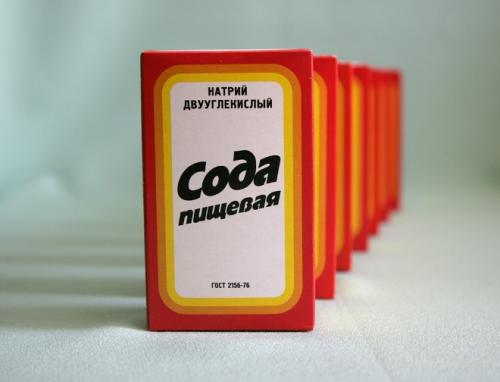 НАТРИЙ
ДВУУГЛЕКИСЛЫЙ
Сода
пищевая
ГОСТ 2156-76